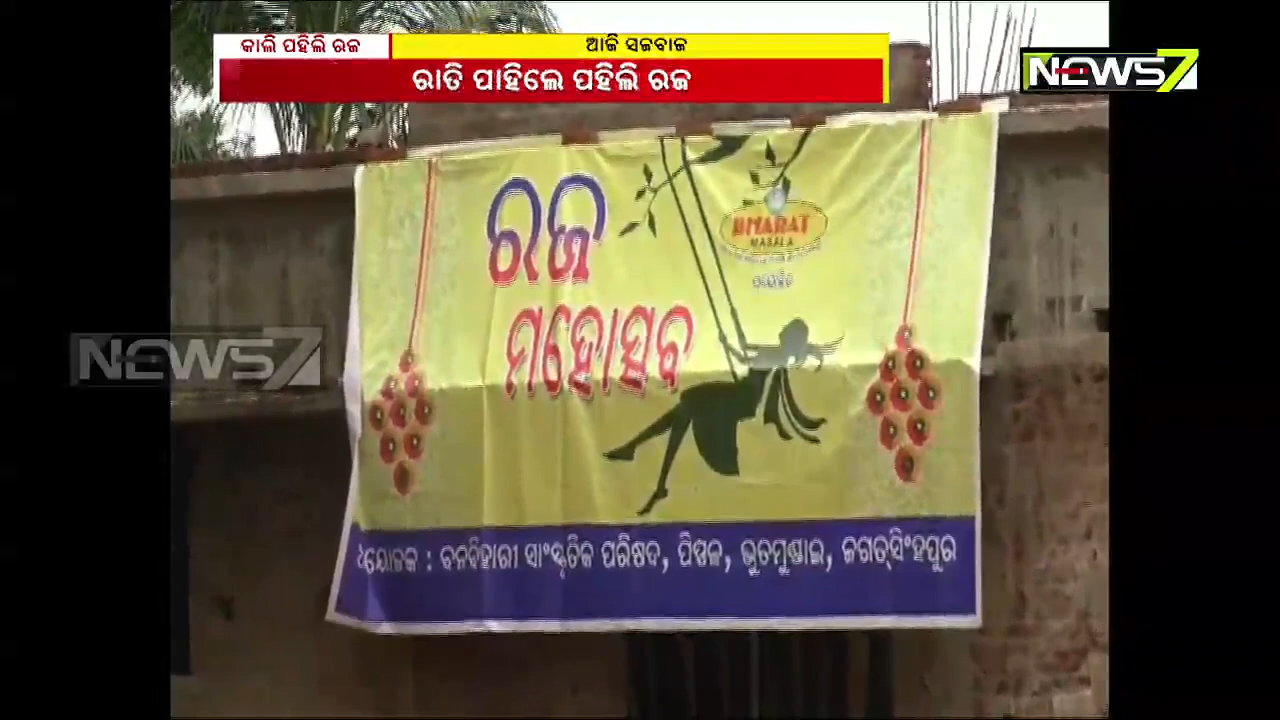 କାଲି ପହିଲି ରଜ
ଆଜି ସଜବାଜ
ରାତି ପାହିଲେ ପହିଲି ରଜ
NEWS7
ରଜ
ମହୋତ୍ସବ
BHARAT
MASALA
NEWS7
ୟୋଜକ : ବନବିହାରୀ ସାଂସ୍କୃତିକ ପରିଷଦ, ପିପ୍ପଳ, ଭୁତମୁଣ୍ଡାଇ, ଜଗତ୍‌ସିଂହପୁର